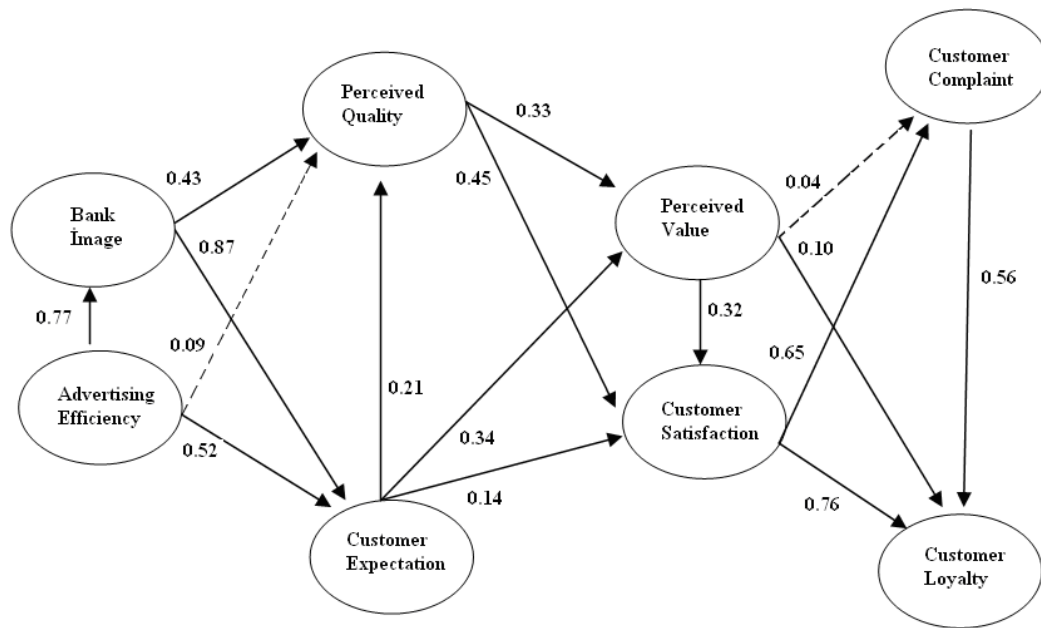 Customer
Complaint
Perceived
Quality
0.33
0.43
0.45
0.04
Bank
İmage
Perceived
Value
0.87
0.10
0.56
0.77
0.32
0.09
0.65
0.21
Advertising
Efficiency
Customer
Satisfaction
0.52
0.34
0.14
0.76
Customer
Expectation
Customer
Loyalty